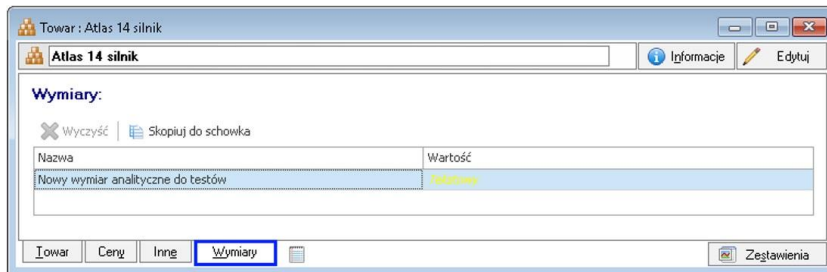 Towar : Atlas 14 silnik
Atlas 14 silnik
Informacje
Edytuj
Wymiary:
Wyczyść
Skopiuj do schowka
Nazwa
Wartość
Nowy wymiar analityczne do testów
Towar
Ceny
Inne
Wymiary
Zestawienia